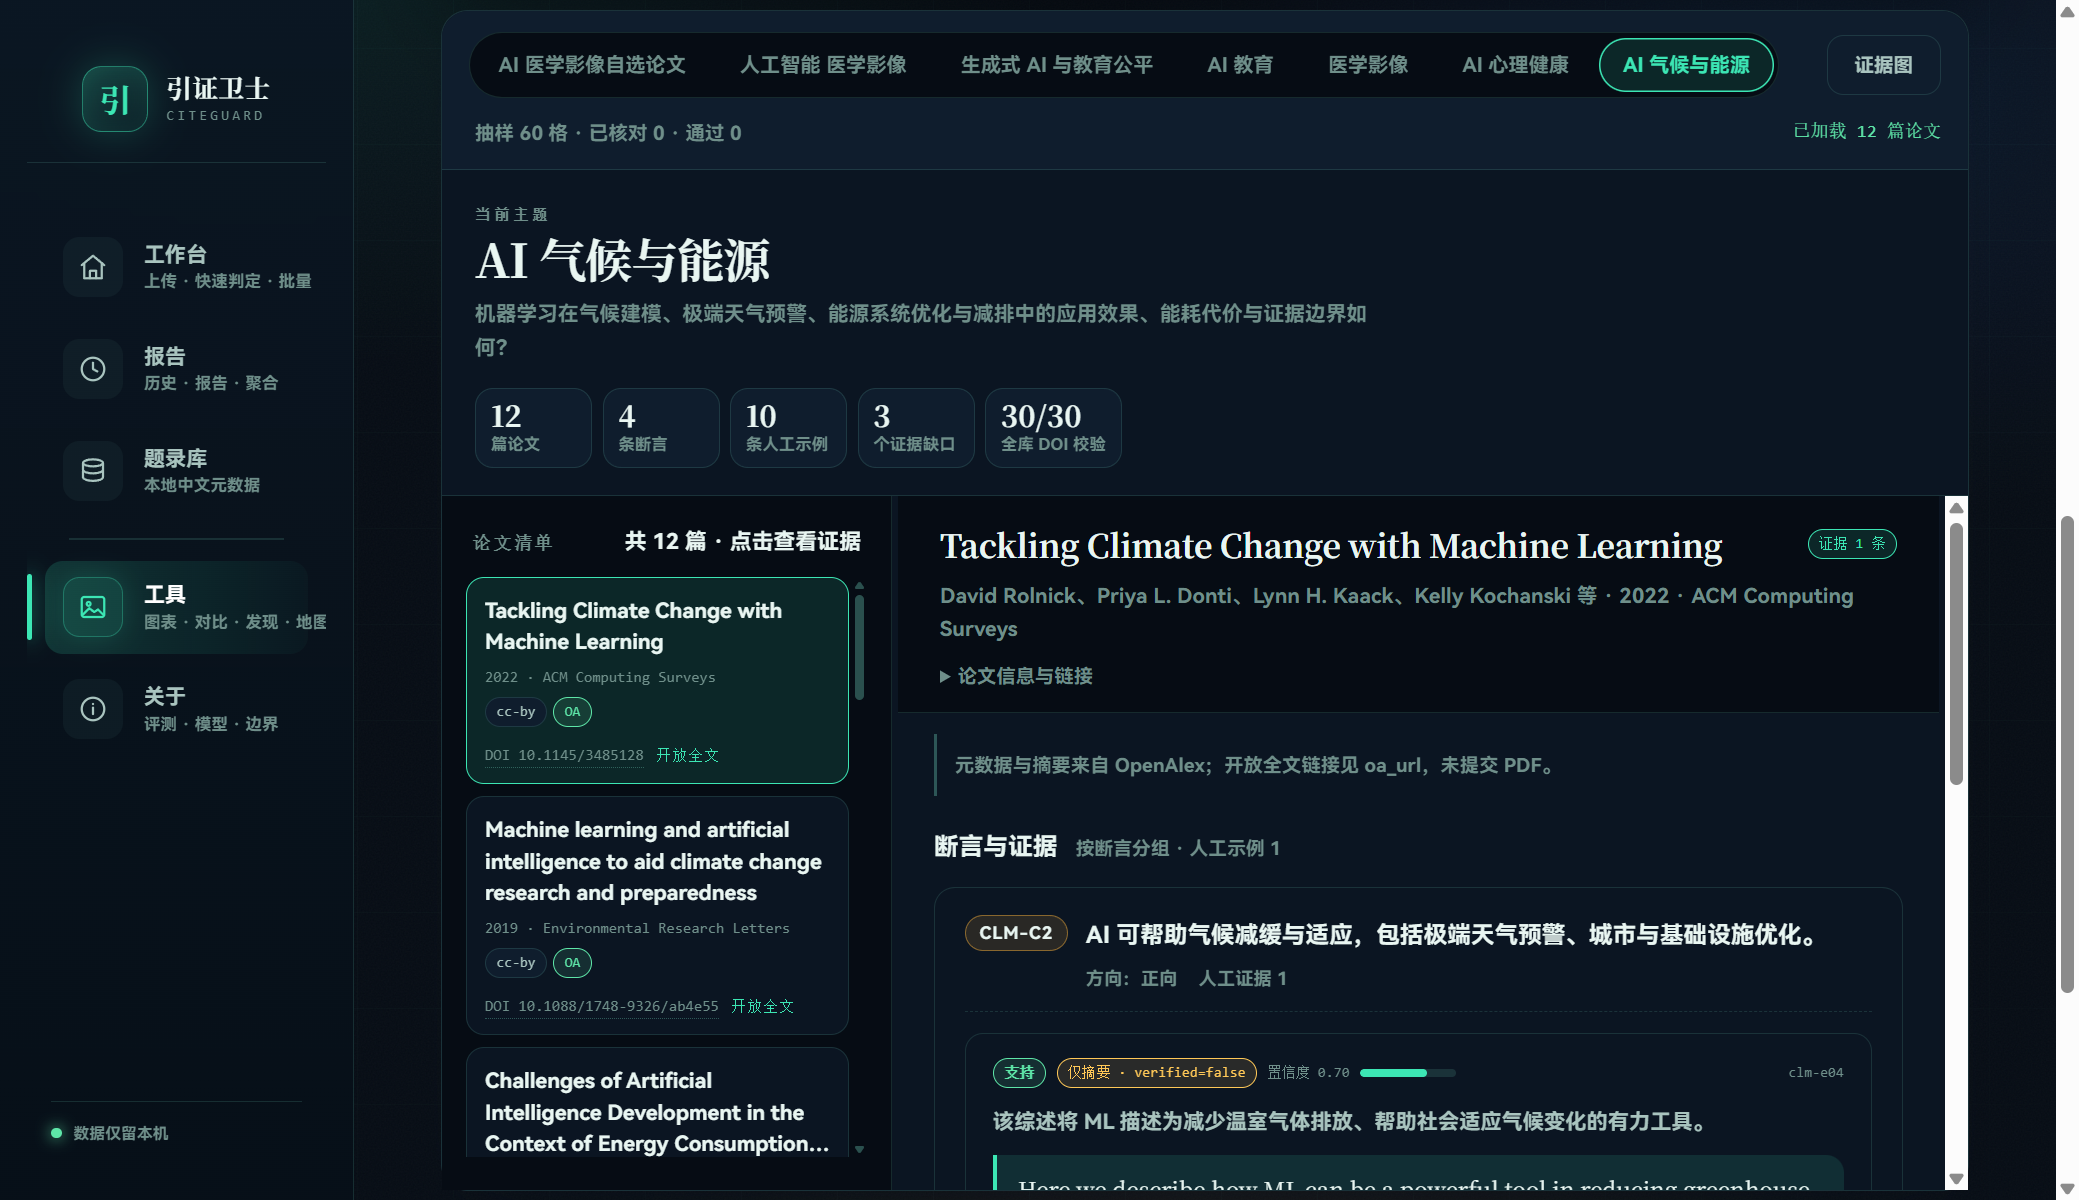 引
引证卫士
CITEGUARD
工作台
上传 · 快速判定 · 批量
报告
历史 · 报告 · 聚合
题录库
本地中文元数据
工具
图表 · 对比 · 发现 · 地图
关于
评测 · 模型 · 边界
数据仅留本机
AI 医学影像自选论文
人工智能 医学影像
生成式 AI 与教育公平
AI 教育
医学影像
AI 心理健康
AI 气候与能源
证据图
抽样 60 格 · 已核对 0 · 通过 0
已加载 12 篇论文
当前主题
AI 气候与能源
机器学习在气候建模、极端天气预警、能源系统优化与减排中的应用效果、能耗代价与证据边界如
何？
12
篇论文
4
条断言
10
条人工示例
3
个证据缺口
30/30
全库 DOI 校验
论文清单
共 12 篇 · 点击查看证据
Tackling Climate Change with
Machine Learning
2022 · ACM Computing Surveys
cc-by
OA
DOI 10.1145/3485128 开放全文
Machine learning and artificial
intelligence to aid climate change
research and preparedness
2019 · Environmental Research Letters
cc-by
OA
DOI 10.1088/1748-9326/ab4e55 开放全文
Challenges of Artificial
Intelligence Development in the
Context of Energy Consumption...
Tackling Climate Change with Machine Learning
证据 1 条
David Rolnick、Priya L. Donti、Lynn H. Kaack、Kelly Kochanski 等 · 2022 · ACM Computing
Surveys
▶ 论文信息与链接
元数据与摘要来自 OpenAlex；开放全文链接见 oa_url，未提交 PDF。
断言与证据 按断言分组 · 人工示例 1
CLM-C2
AI 可帮助气候减缓与适应，包括极端天气预警、城市与基础设施优化。
方向：正向 人工证据 1
支持
仅摘要 · verified=false
置信度 0.70
clm-e04
该综述将 ML 描述为减少温室气体排放、帮助社会适应气候变化的有力工具。
Here we describe how ML can be a powerful tool in reducing greenhouse